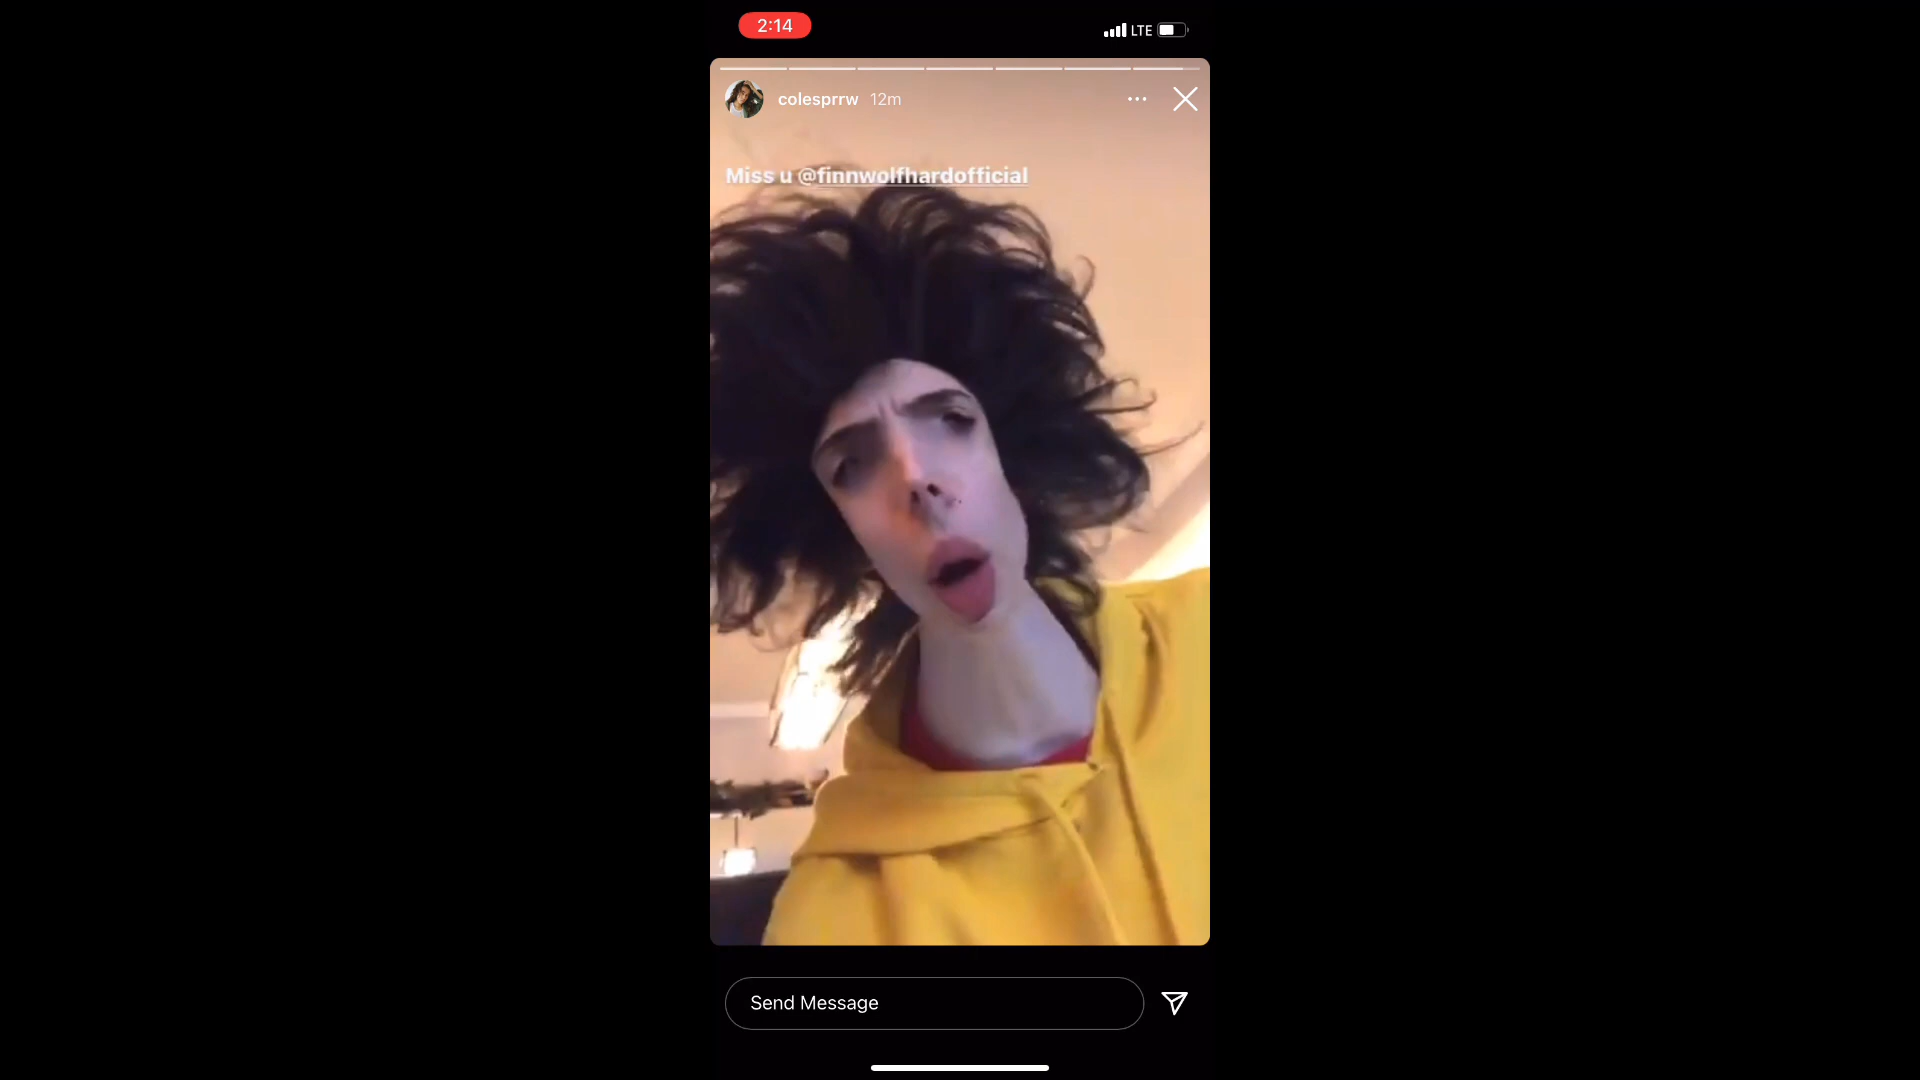 2:14
LTE
colesprrw 12m
Miss u @finnwolfhardofficial
Send Message